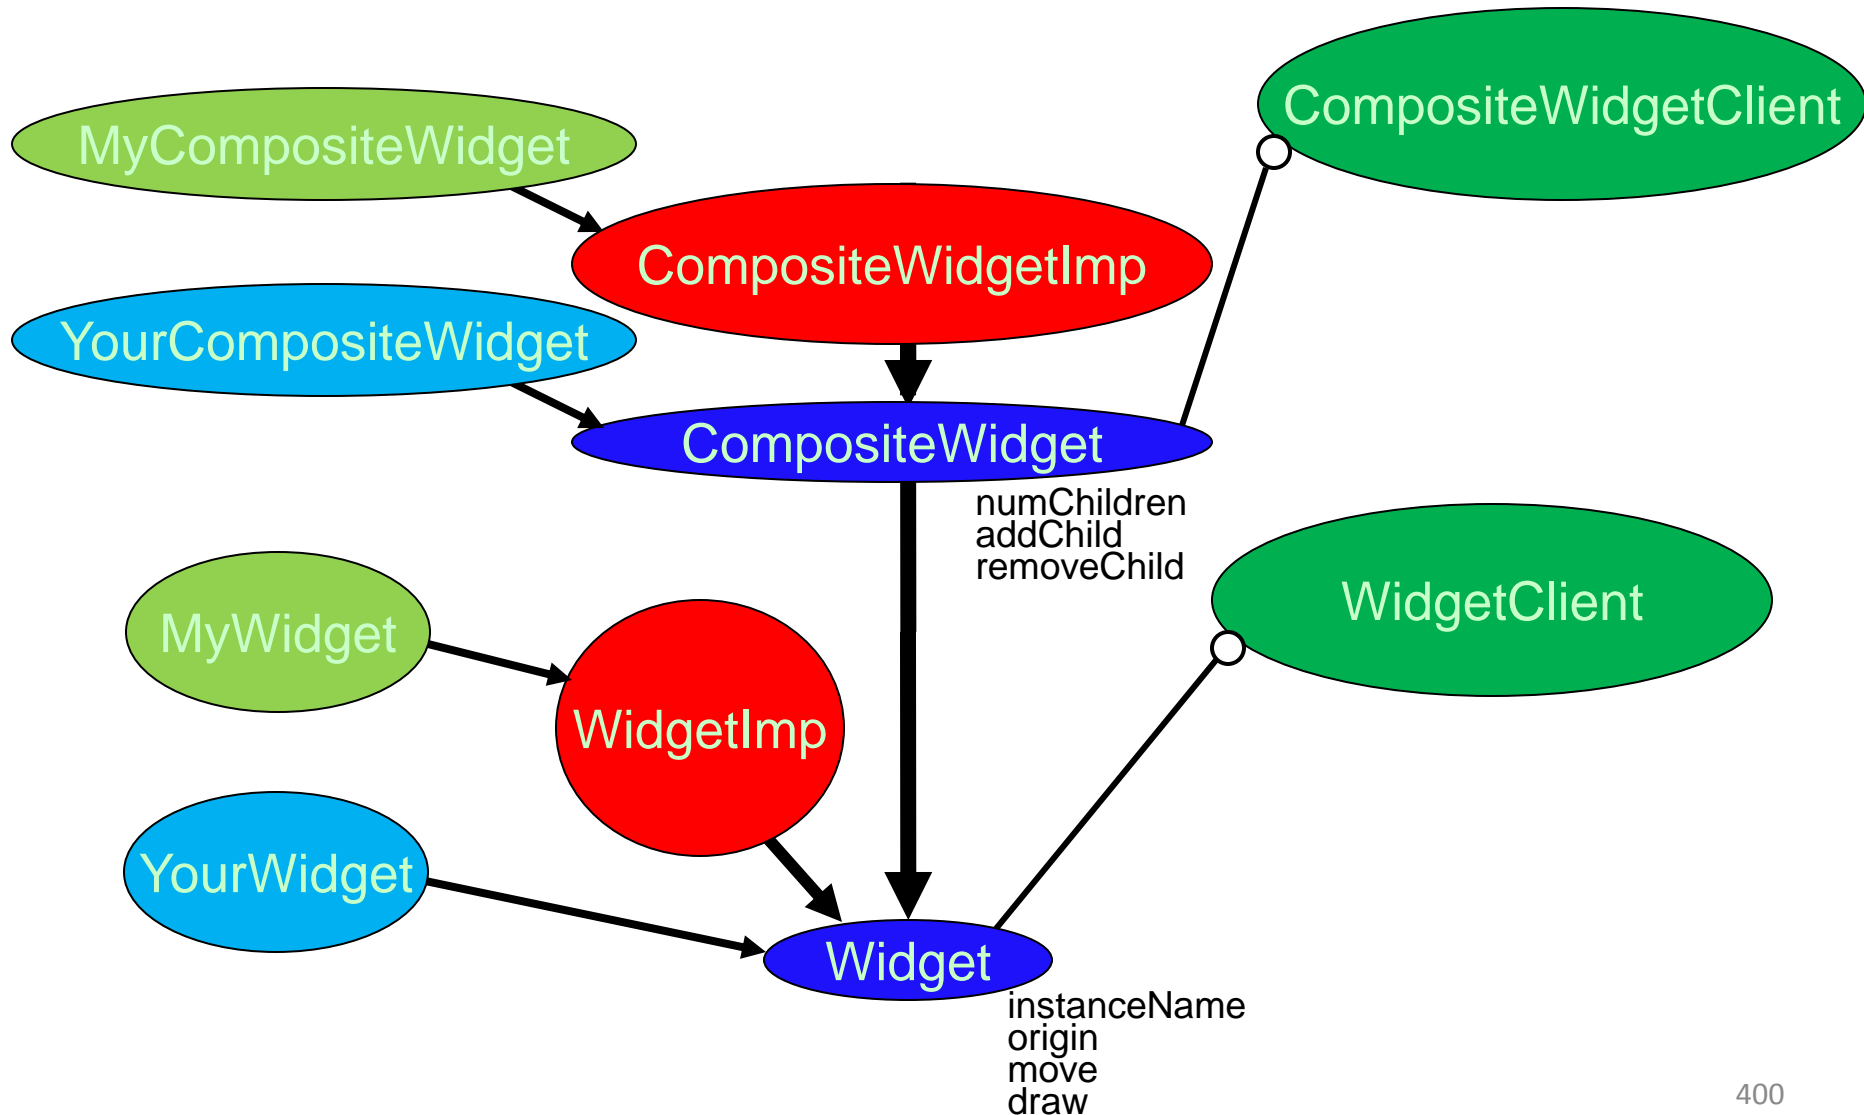 CompositeWidgetClient
MyCompositeWidget
CompositeWidgetImp
YourCompositeWidget
CompositeWidget
numChildren
addChild
removeChild
WidgetClient
MyWidget
WidgetImp
YourWidget
Widget
instanceName
origin
move
draw
400